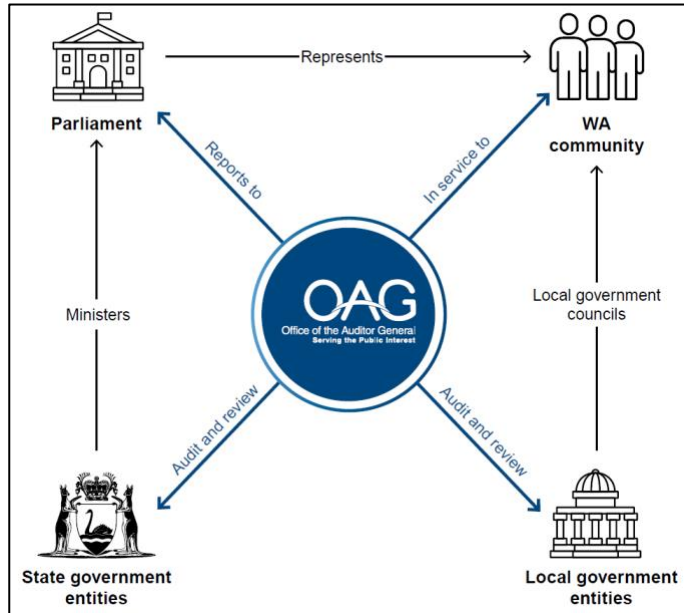 Represents
Parliament
WA
community
Reports to
In service to
Ministers
OAG
Office of the Auditor General
Serving the Public Interest
Local government
councils
Audit and review
Audit and review
State government
entities
Local government
entities